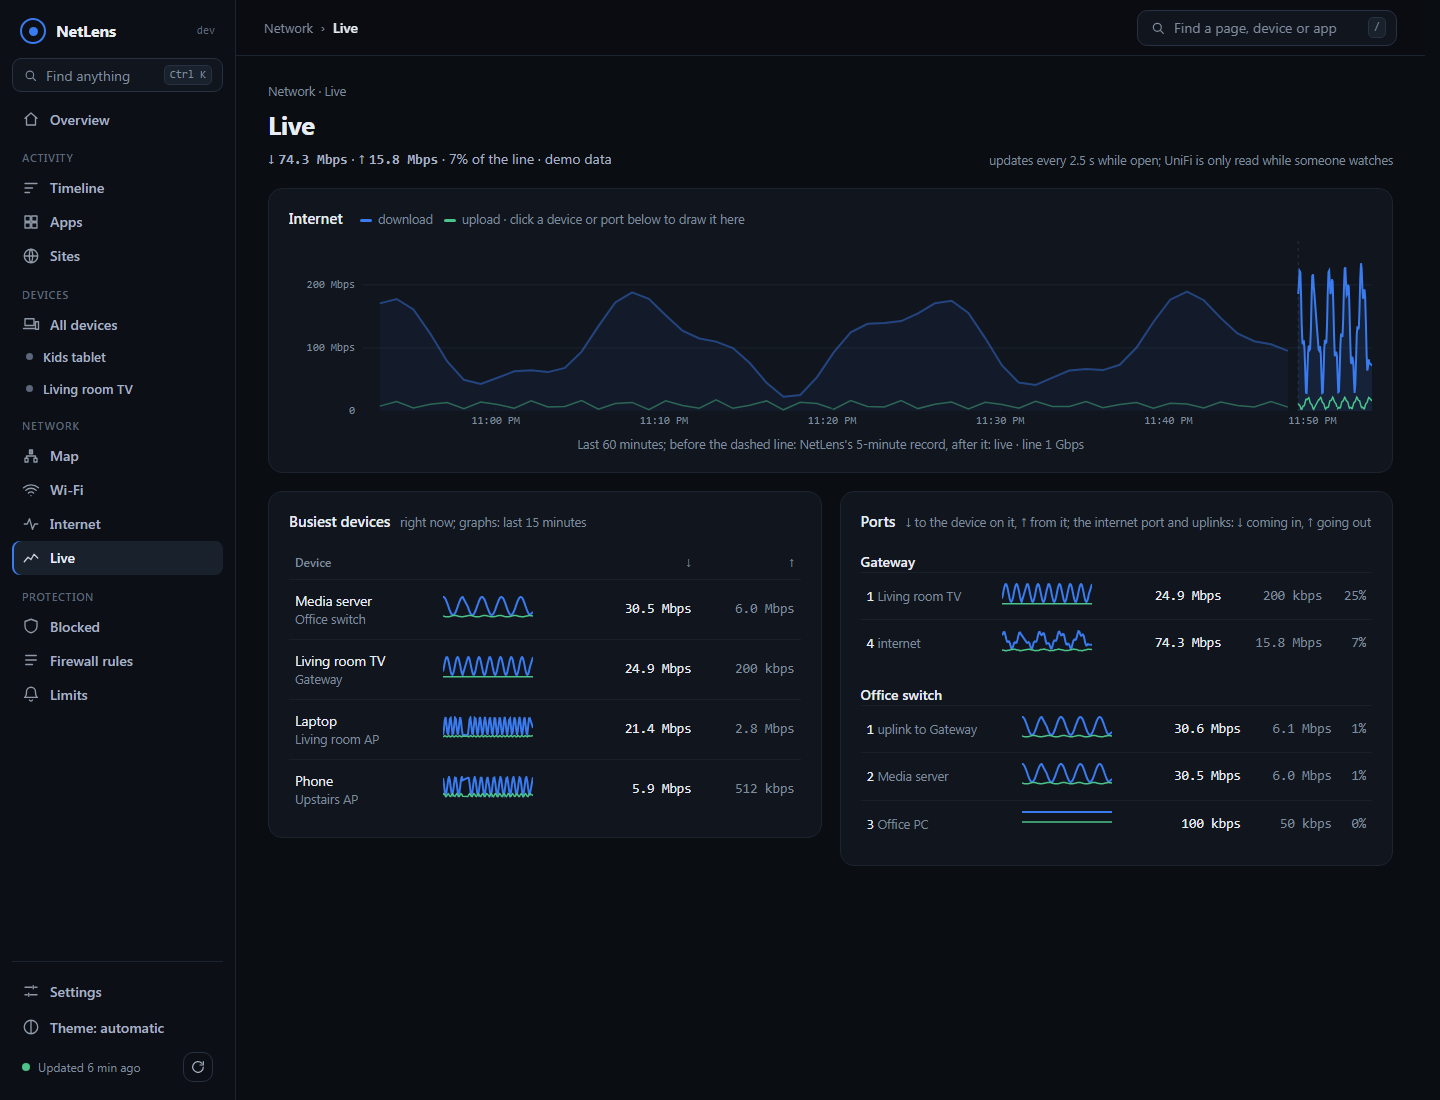 NetLens dev
Find anything Ctrl K
Overview
ACTIVITY
Timeline
Apps
Sites
DEVICES
All devices
Kids tablet
Living room TV
NETWORK
Map
Wi-Fi
Internet
Live
PROTECTION
Blocked
Firewall rules
Limits
Settings
Theme: automatic
Updated 6 min ago
Network › Live
Find a page, device or app /
Network · Live
Live
↓ 74.3 Mbps · ↑ 15.8 Mbps · 7% of the line · demo data
updates every 2.5 s while open; UniFi is only read while someone watches
Internet download upload · click a device or port below to draw it here
200 Mbps
100 Mbps
0
11:00 PM 11:10 PM 11:20 PM 11:30 PM 11:40 PM 11:50 PM
Last 60 minutes; before the dashed line: NetLens's 5-minute record, after it: live · line 1 Gbps
Busiest devices right now; graphs: last 15 minutes
Device ↓ ↑
Media server 30.5 Mbps 6.0 Mbps
Office switch
Living room TV 24.9 Mbps 200 kbps
Gateway
Laptop 21.4 Mbps 2.8 Mbps
Living room AP
Phone 5.9 Mbps 512 kbps
Upstairs AP
Ports ↓ to the device on it, ↑ from it; the internet port and uplinks: ↓ coming in, ↑ going out
Gateway
1 Living room TV 24.9 Mbps 200 kbps 25%
4 internet 74.3 Mbps 15.8 Mbps 7%
Office switch
1 uplink to Gateway 30.6 Mbps 6.1 Mbps 1%
2 Media server 30.5 Mbps 6.0 Mbps 1%
3 Office PC 100 kbps 50 kbps 0%